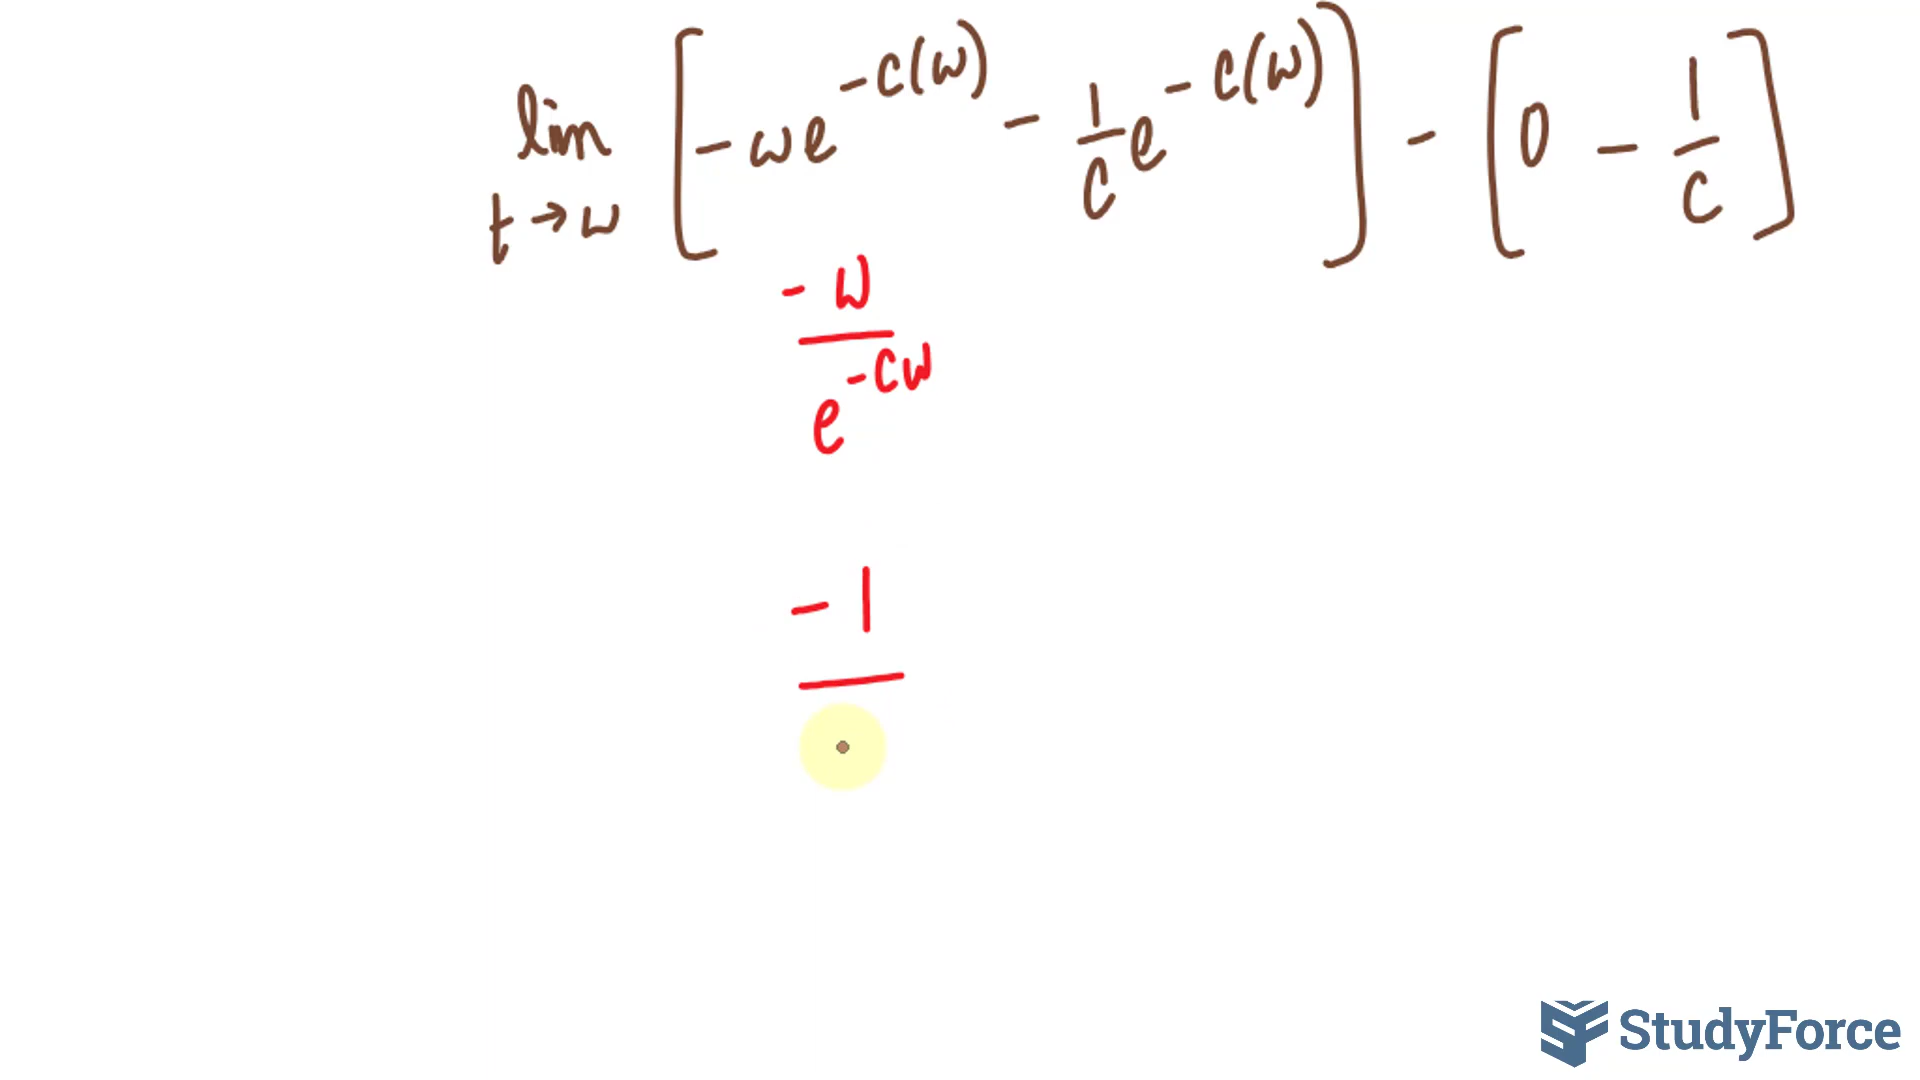 lim [-we^{-c(w)} - 1/c e^{-c(w)}] - [0 - 1/c]
t → w
-w
e^{-cw}
-1
StudyForce